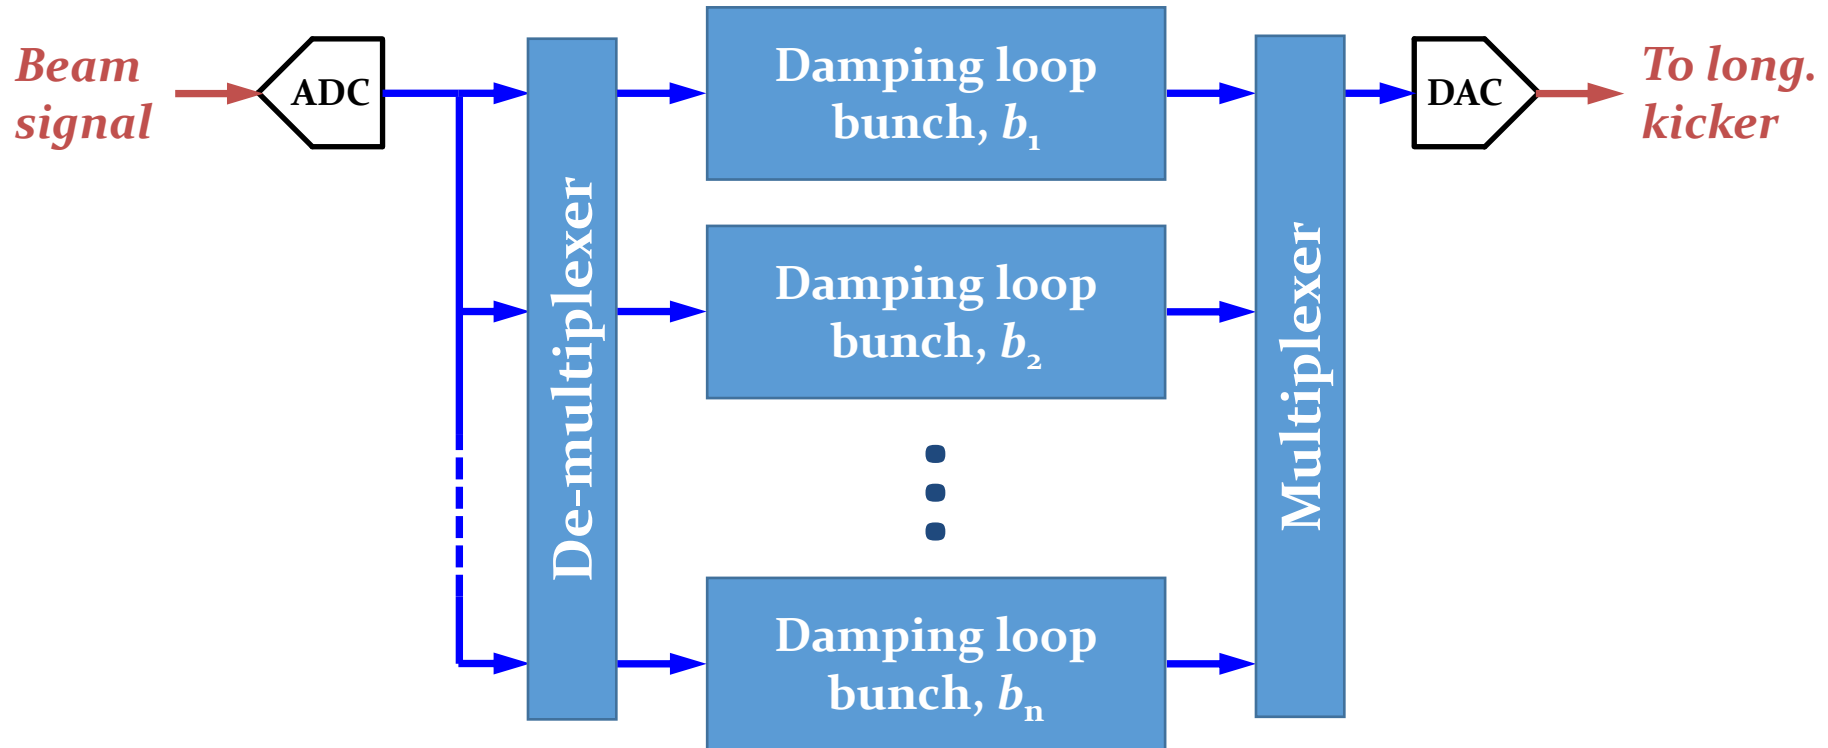 Beam
signal
ADC
De-multiplexer
Damping loop
bunch, b₁
Damping loop
bunch, b₂
Damping loop
bunch, bₙ
Multiplexer
DAC
To long.
kicker